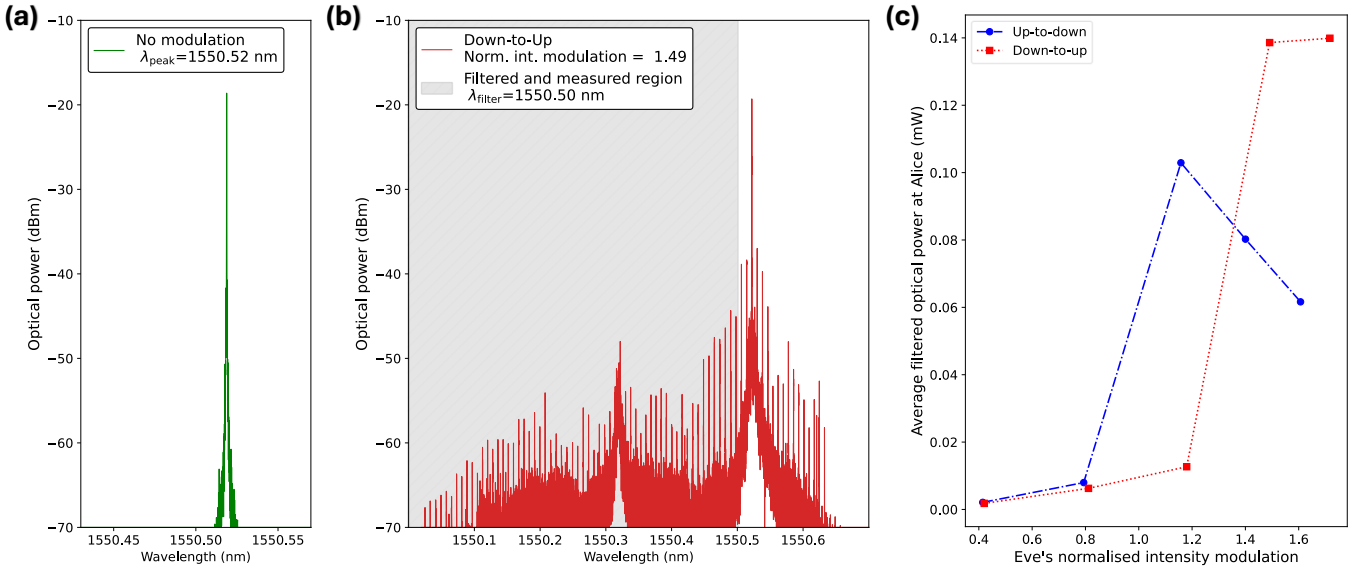 (a)
−10
−20
−30
−40
−50
−60
−70
Optical power (dBm)
No modulation
λpeak=1550.52 nm
1550.45
1550.50
1550.55
Wavelength (nm)
(b)
−10
−20
−30
−40
−50
−60
−70
Optical power (dBm)
Down-to-Up
Norm. int. modulation = 1.49
Filtered and measured region
λfilter=1550.50 nm
1550.1
1550.2
1550.3
1550.4
1550.5
1550.6
Wavelength (nm)
(c)
0.14
0.12
0.10
0.08
0.06
0.04
0.02
0.00
Average filtered optical power at Alice (mW)
Up-to-down
Down-to-up
0.4
0.6
0.8
1.0
1.2
1.4
1.6
Eve's normalised intensity modulation